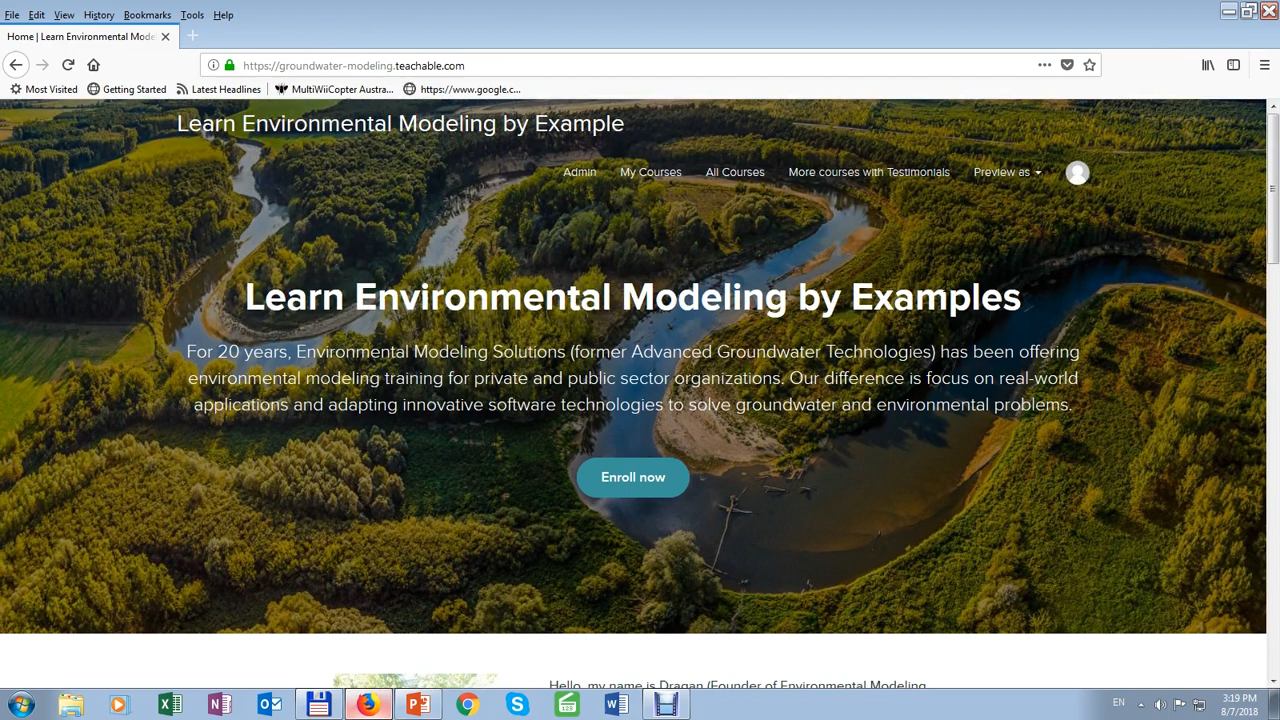 File Edit View History Bookmarks Tools Help
Home | Learn Environmental Mode
https://groundwater-modeling.teachable.com
Most Visited Getting Started Latest Headlines MultiWiiCopter Austra... https://www.google.c...
Learn Environmental Modeling by Example
Admin My Courses All Courses More courses with Testimonials Preview as
Learn Environmental Modeling by Examples
For 20 years, Environmental Modeling Solutions (former Advanced Groundwater Technologies) has been offering
environmental modeling training for private and public sector organizations. Our difference is focus on real-world
applications and adapting innovative software technologies to solve groundwater and environmental problems.
Enroll now
Hello, my name is Dragan (Founder of Environmental Modeling
EN 3:19 PM
8/7/2018